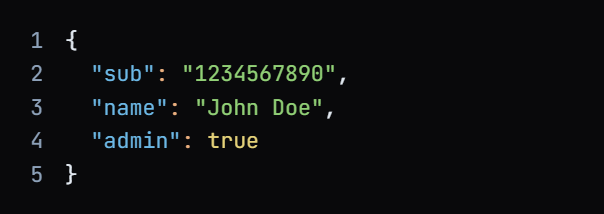 1 {
2   "sub": "1234567890",
3   "name": "John Doe",
4   "admin": true
5 }